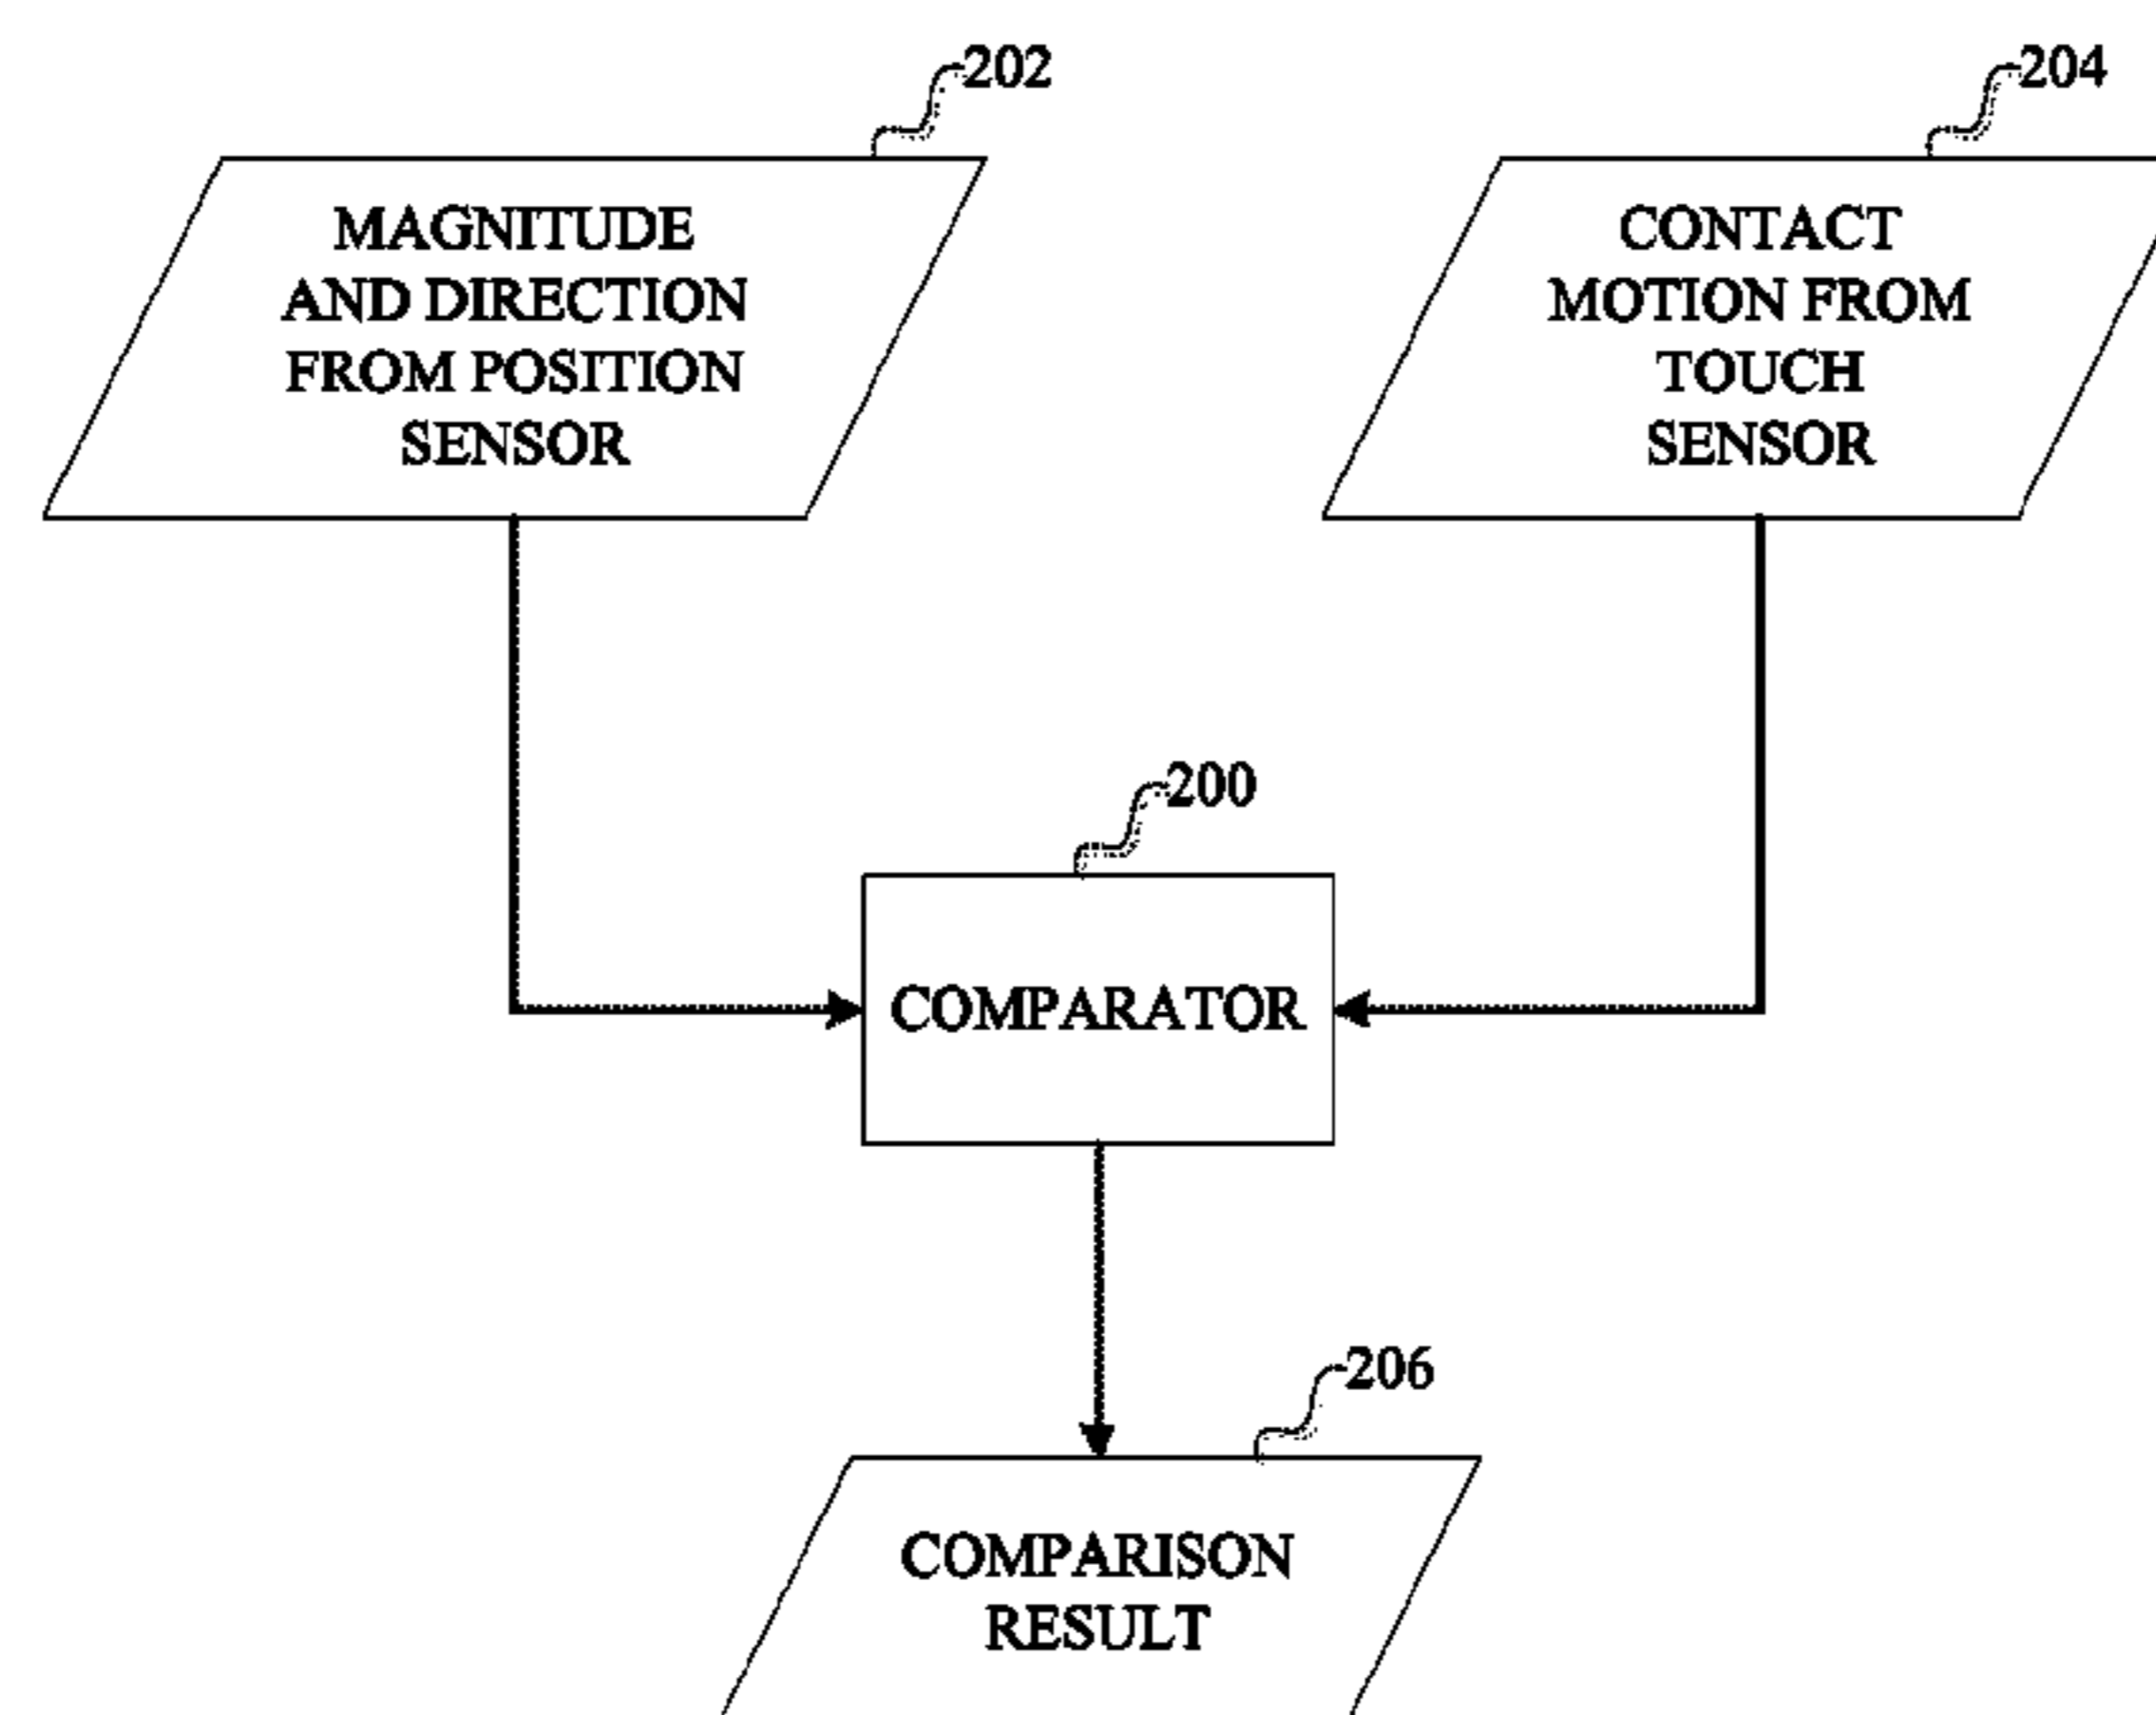 202
204
MAGNITUDE
AND DIRECTION
FROM POSITION
SENSOR
CONTACT
MOTION FROM
TOUCH
SENSOR
200
COMPARATOR
206
COMPARISON
RESULT